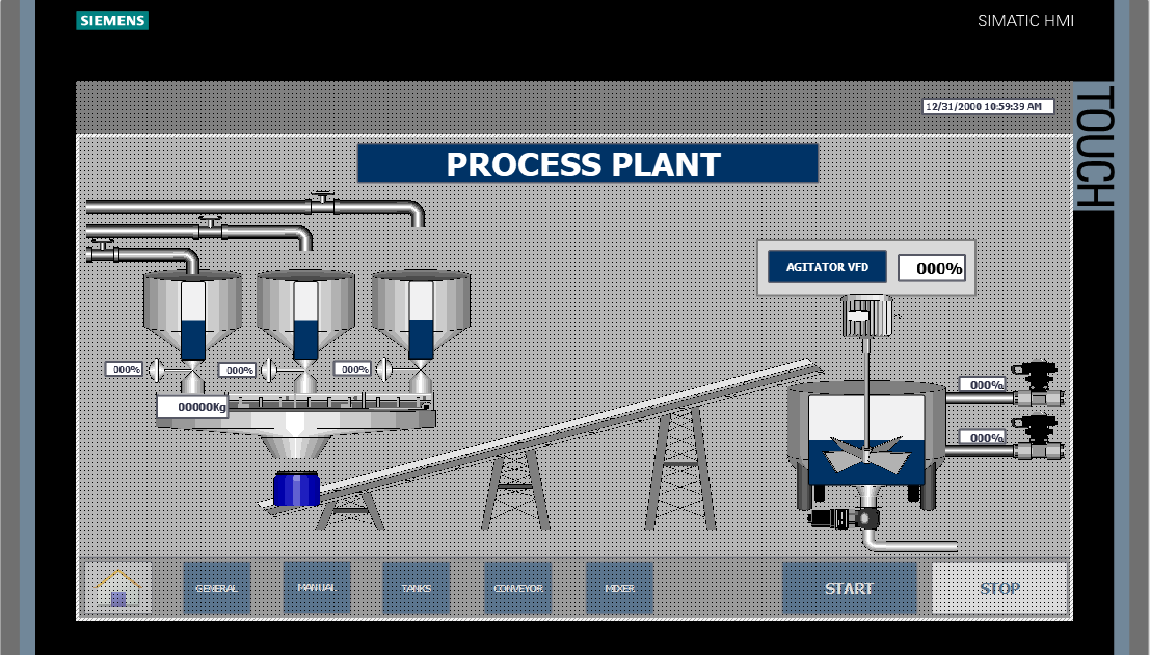 SIEMENS
SIMATIC HMI
TOUCH
12/31/2000 10:59:39 AM
PROCESS PLANT
AGITATOR VFD
000%
000%
000%
000%
000%
00000Kg
000%
GENERAL
MANUAL
TANKS
CONVEYOR
MIXER
START
STOP